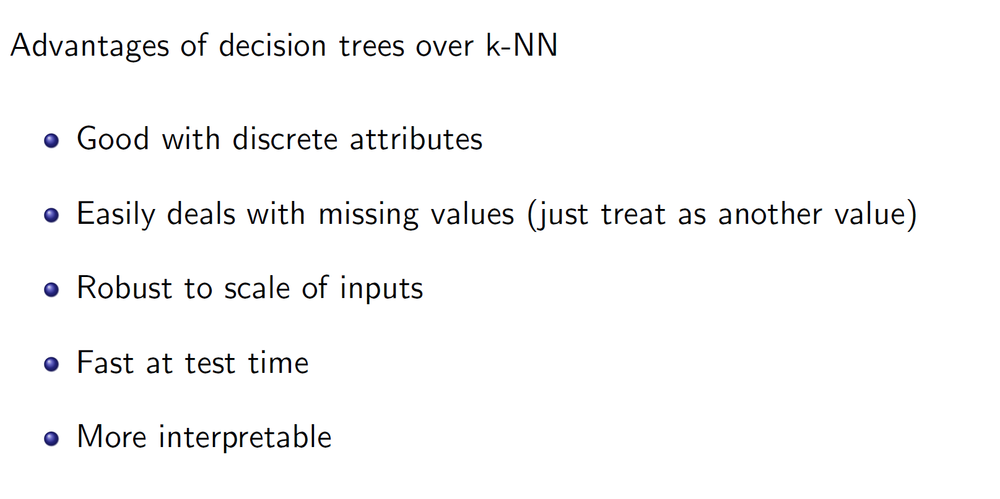 Advantages of decision trees over k-NN
Good with discrete attributes
Easily deals with missing values (just treat as another value)
Robust to scale of inputs
Fast at test time
More interpretable